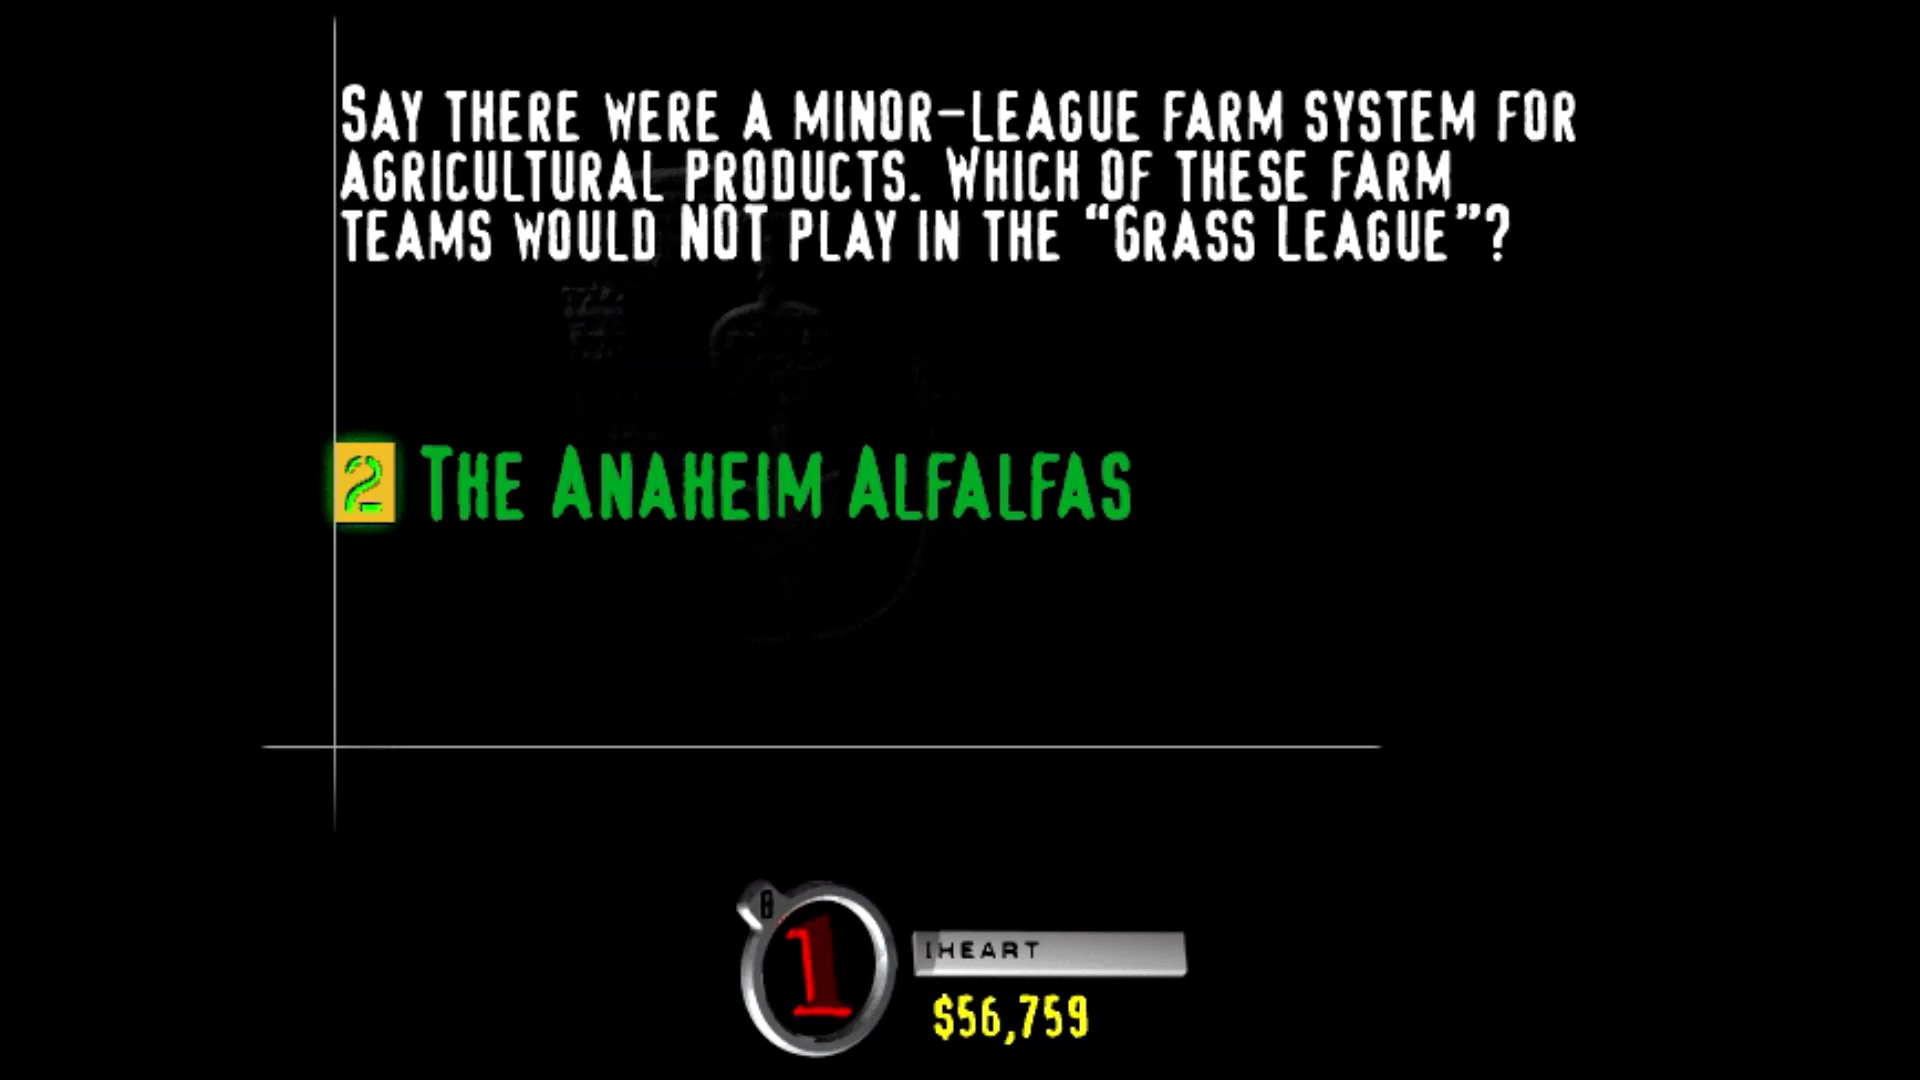 Say there were a minor-league farm system for
agricultural products. Which of these farm
teams would NOT play in the “Grass League”?
2 The Anaheim Alfalfas
B
1
IHEART
$56,759